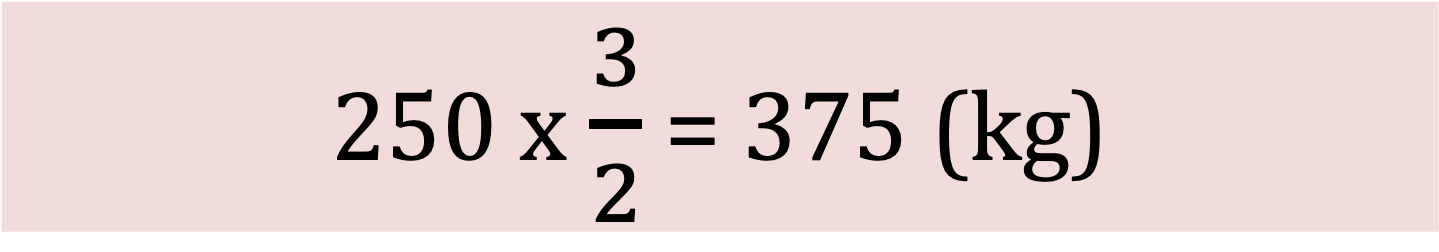 250 x 3/2 = 375 (kg)